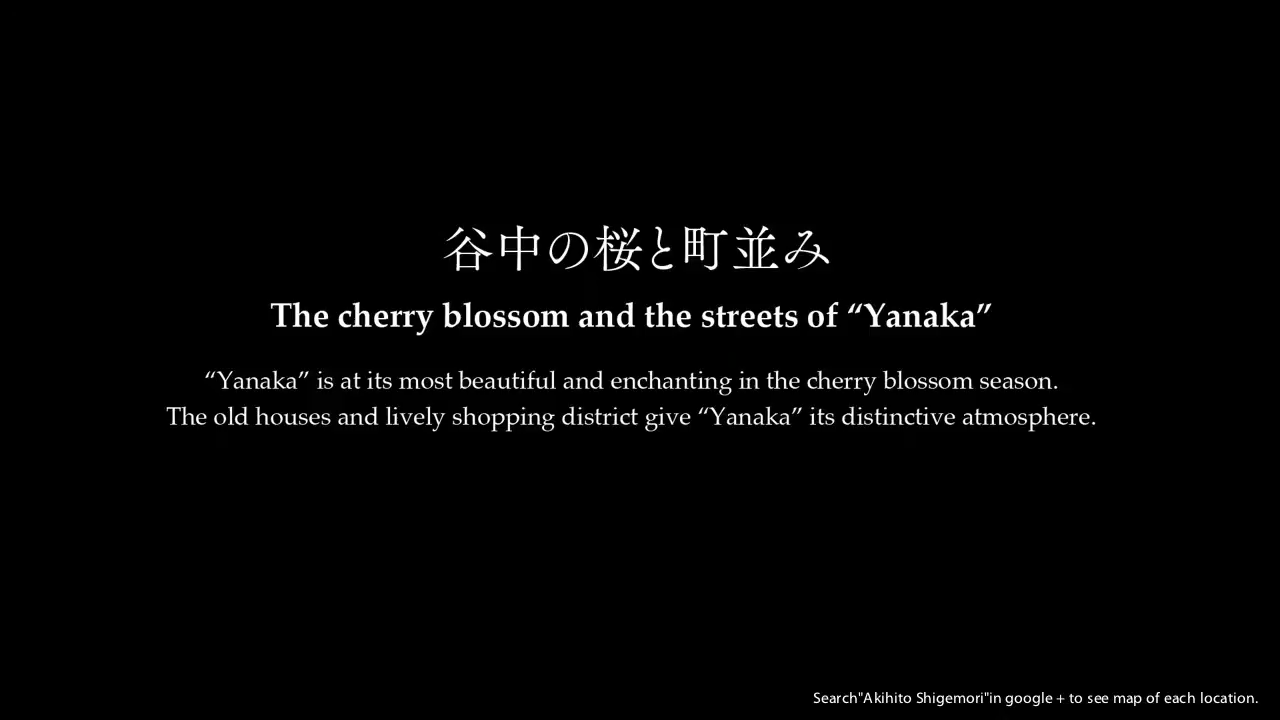 谷中の桜と町並み
The cherry blossom and the streets of “Yanaka”
“Yanaka” is at its most beautiful and enchanting in the cherry blossom season.
The old houses and lively shopping district give “Yanaka” its distinctive atmosphere.
Search"Akihito Shigemori"in google + to see map of each location.